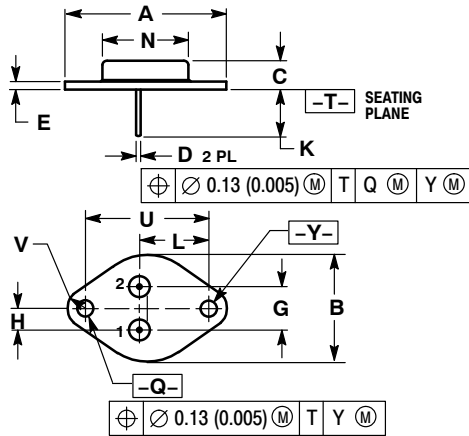 A
N
C
E
–T– SEATING PLANE
K
D 2 PL
⌖ ∅ 0.13 (0.005) Ⓜ T Q Ⓜ Y Ⓜ
U
V
L
–Y–
2
H
G
B
1
–Q–
⌖ ∅ 0.13 (0.005) Ⓜ T Y Ⓜ